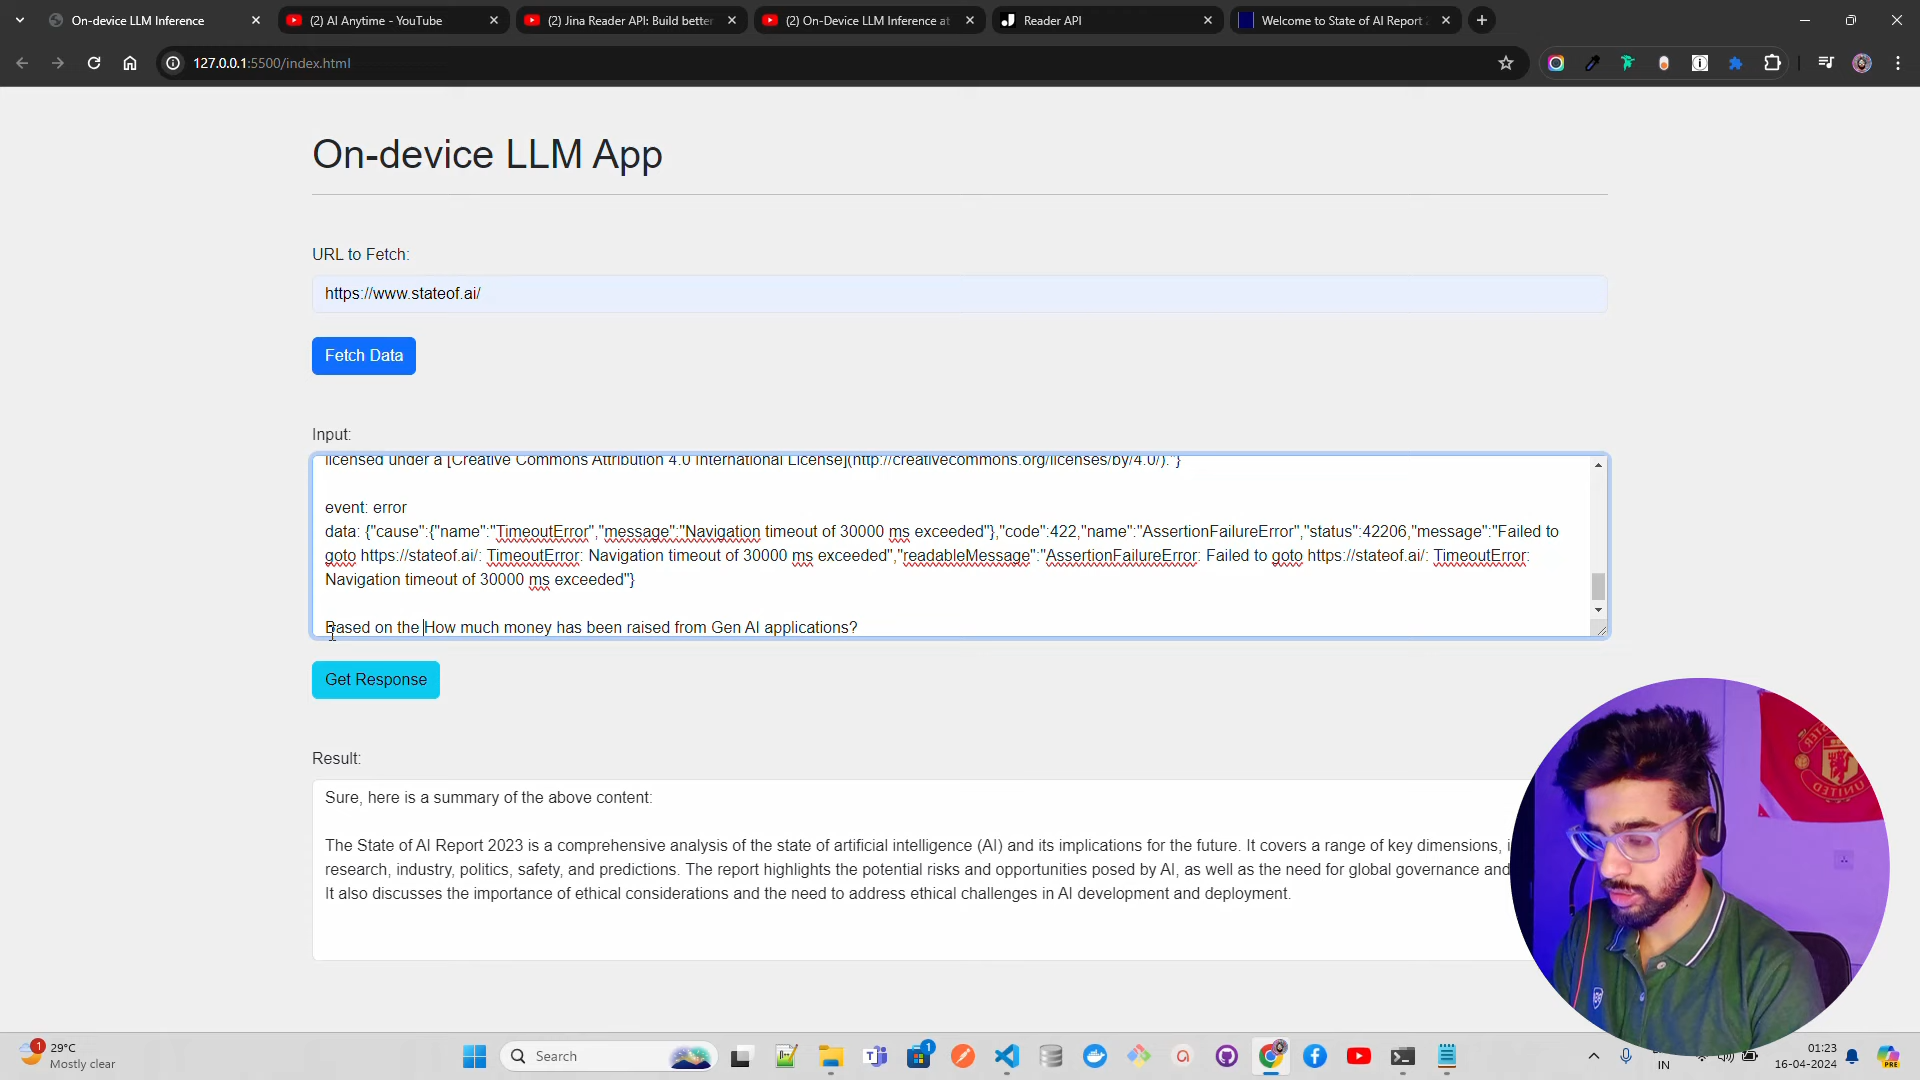 On-device LLM Inference
(2) AI Anytime - YouTube
(2) Jina Reader API: Build better
(2) On-Device LLM Inference at
Reader API
Welcome to State of AI Report 2
127.0.0.1:5500/index.html
On-device LLM App
URL to Fetch:
https://www.stateof.ai/
Fetch Data
Input:
licensed under a [Creative Commons Attribution 4.0 International License](http://creativecommons.org/licenses/by/4.0/)."}
event: error
data: {"cause":{"name":"TimeoutError","message":"Navigation timeout of 30000 ms exceeded"},"code":422,"name":"AssertionFailureError","status":42206,"message":"Failed to
goto https://stateof.ai/: TimeoutError: Navigation timeout of 30000 ms exceeded","readableMessage":"AssertionFailureError: Failed to goto https://stateof.ai/: TimeoutError:
Navigation timeout of 30000 ms exceeded"}
Based on the How much money has been raised from Gen AI applications?
Get Response
Result:
Sure, here is a summary of the above content:
The State of AI Report 2023 is a comprehensive analysis of the state of artificial intelligence (AI) and its implications for the future. It covers a range of key dimensions,
research, industry, politics, safety, and predictions. The report highlights the potential risks and opportunities posed by AI, as well as the need for global governance and
It also discusses the importance of ethical considerations and the need to address ethical challenges in AI development and deployment.
1
29°C
Mostly clear
Search
1
IN
01:23
16-04-2024
PRE